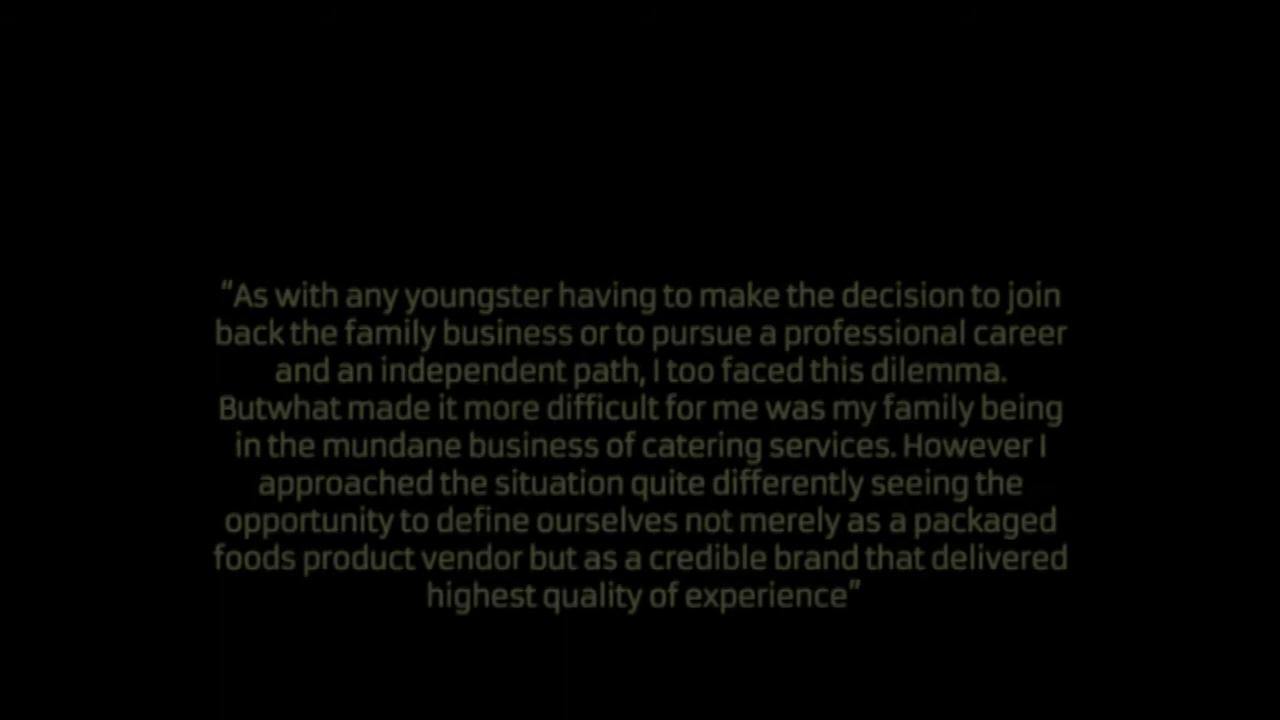 “As with any youngster having to make the decision to join
back the family business or to pursue a professional career
and an independent path, I too faced this dilemma.
Butwhat made it more difficult for me was my family being
in the mundane business of catering services. However I
approached the situation quite differently seeing the
opportunity to define ourselves not merely as a packaged
foods product vendor but as a credible brand that delivered
highest quality of experience”